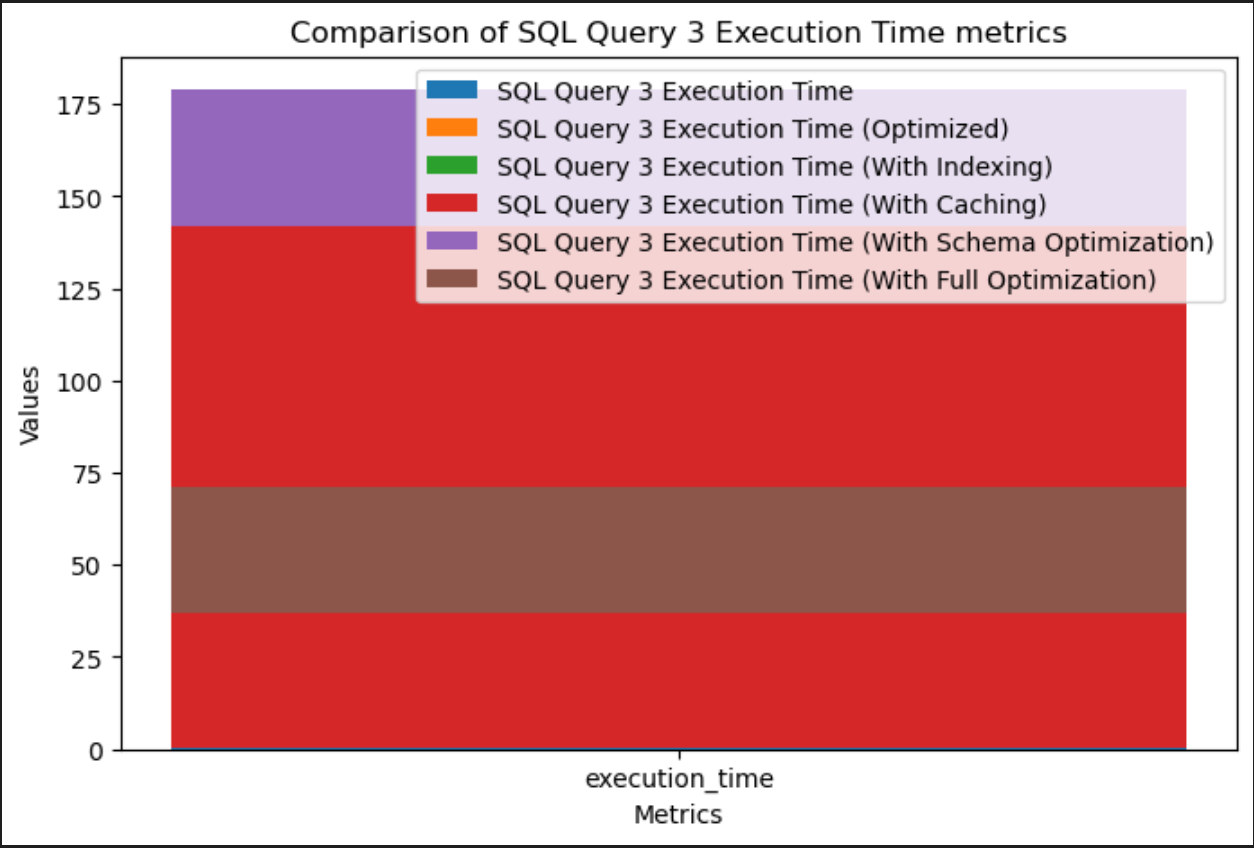 Comparison of SQL Query 3 Execution Time metrics
SQL Query 3 Execution Time
SQL Query 3 Execution Time (Optimized)
SQL Query 3 Execution Time (With Indexing)
SQL Query 3 Execution Time (With Caching)
SQL Query 3 Execution Time (With Schema Optimization)
SQL Query 3 Execution Time (With Full Optimization)
175
150
125
100
75
50
25
0
Values
execution_time
Metrics